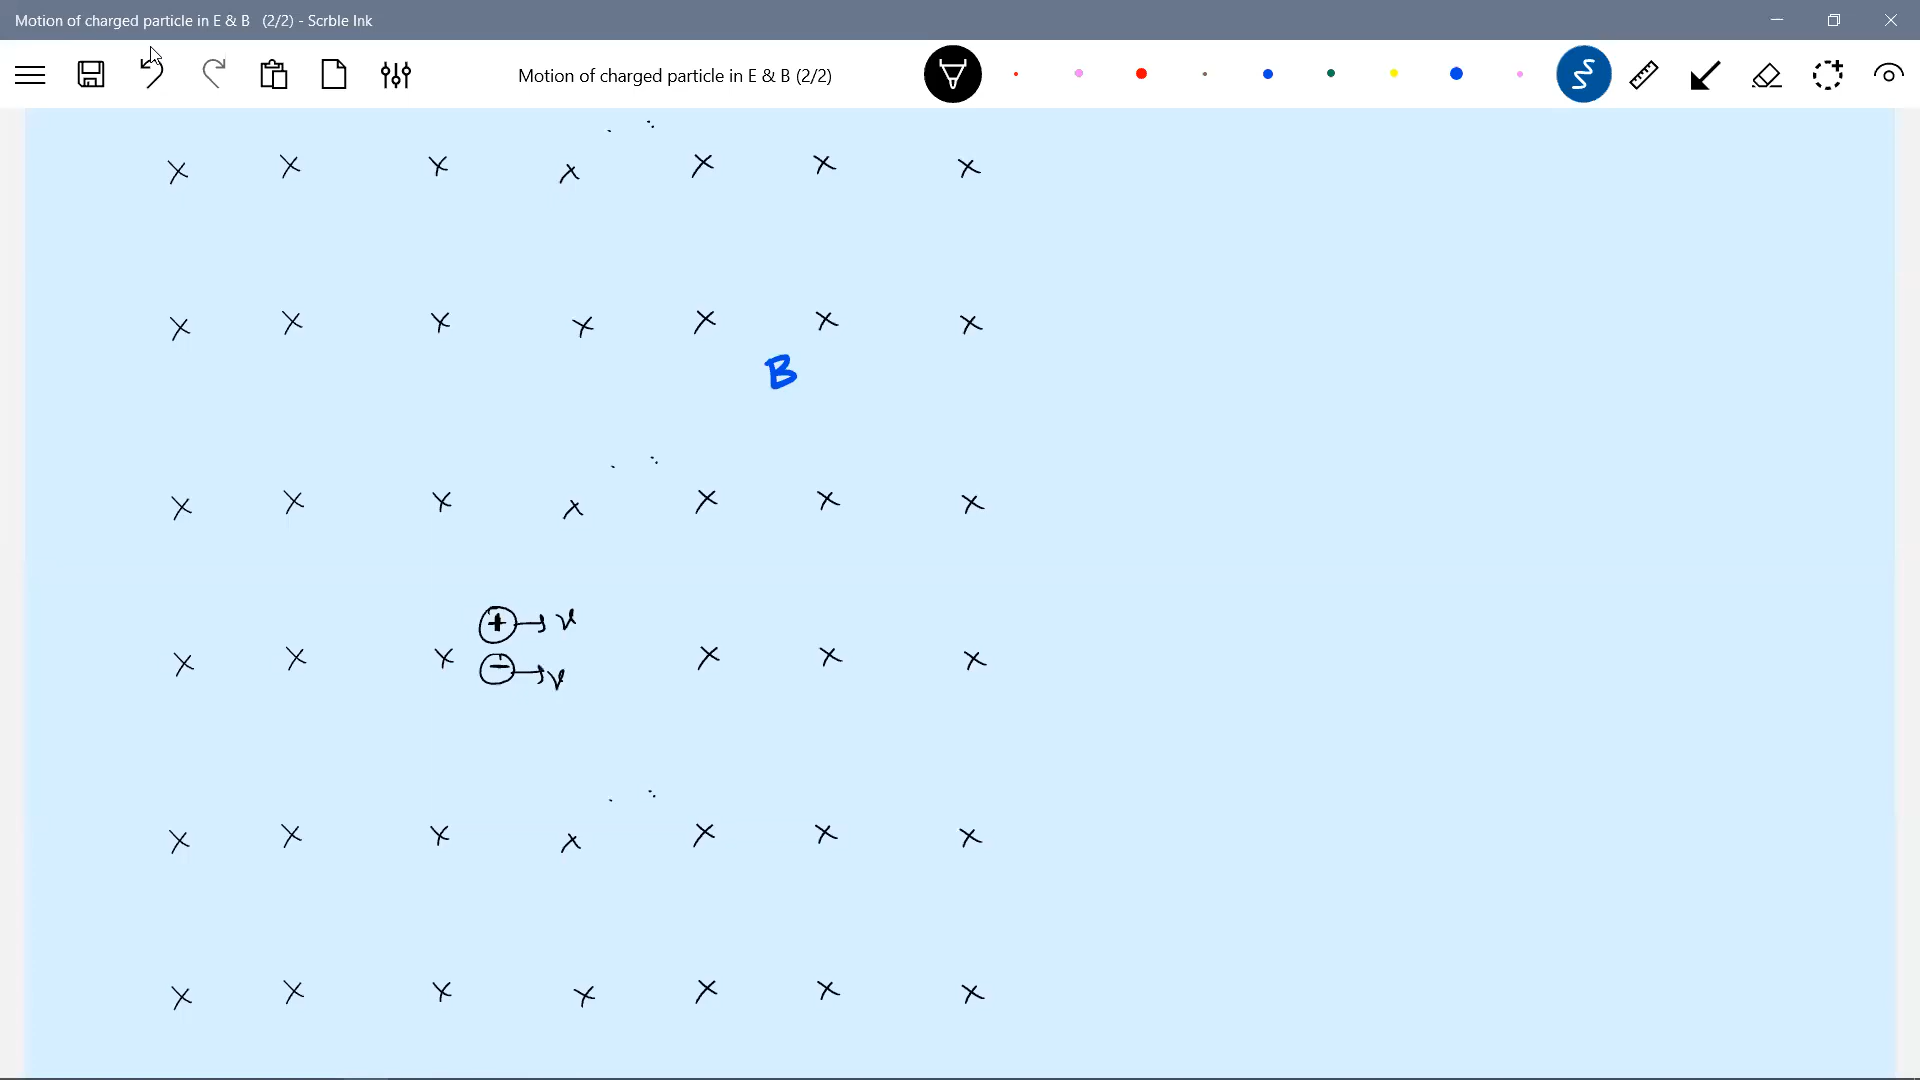 Motion of charged particle in E & B (2/2) - Scrble Ink
Motion of charged particle in E & B (2/2)
x x x x x x x
x x x x x x x
B
x x x x x x x
+ → v
x x x x x x
- → v
x x x x x x x
x x x x x x x